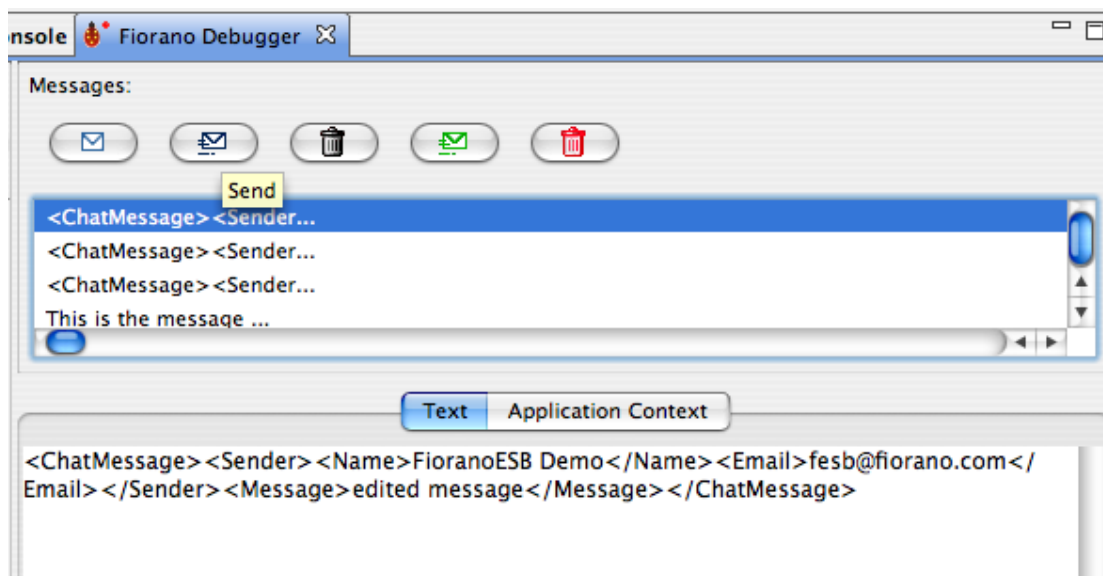 nsole Fiorano Debugger
Messages:
Send
<ChatMessage><Sender...
<ChatMessage><Sender...
<ChatMessage><Sender...
This is the message ...
Text Application Context
<ChatMessage><Sender><Name>FioranoESB Demo</Name><Email>fesb@fiorano.com</
Email></Sender><Message>edited message</Message></ChatMessage>